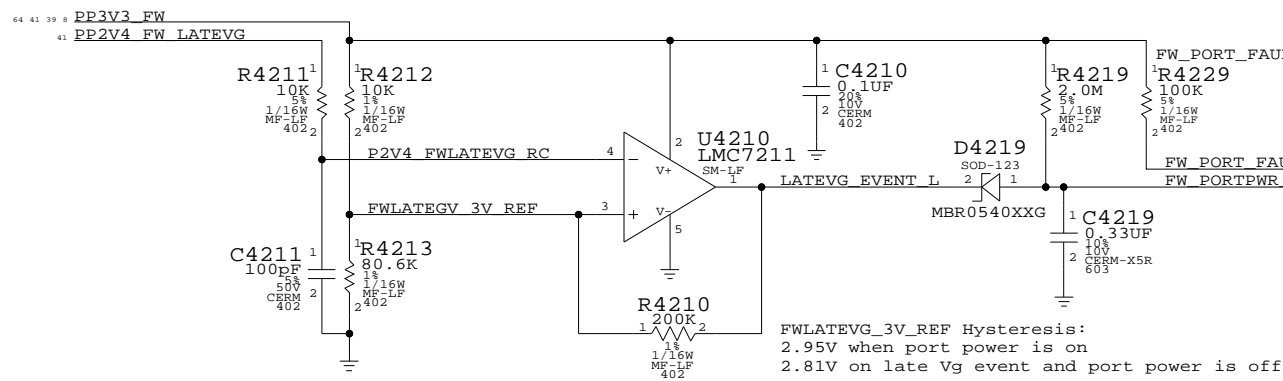 64 41 39 8 PP3V3_FW
41 PP2V4_FW_LATEVG
FW_PORT_FAU
R4211
10K
5%
1/16W
MF-LF
402
1
2
R4212
10K
1%
1/16W
MF-LF
402
1
2
C4210
0.1UF
20%
10V
CERM
402
1
2
R4219
2.0M
5%
1/16W
MF-LF
402
1
2
R4229
100K
5%
1/16W
MF-LF
402
1
2
P2V4_FWLATEVG_RC
4
2
V+
U4210
LMC7211
SM-LF
1
LATEVG_EVENT_L
D4219
SOD-123
2
1
MBR0540XXG
FW_PORT_FAU
FW_PORTPWR_
FWLATEGV_3V_REF
3
V-
5
C4211
100pF
5%
50V
CERM
402
1
2
R4213
80.6K
1%
1/16W
MF-LF
402
1
2
C4219
0.33UF
10%
10V
CERM-X5R
603
1
2
R4210
200K
1
2
1%
1/16W
MF-LF
402
FWLATEVG_3V_REF Hysteresis:
2.95V when port power is on
2.81V on late Vg event and port power is off